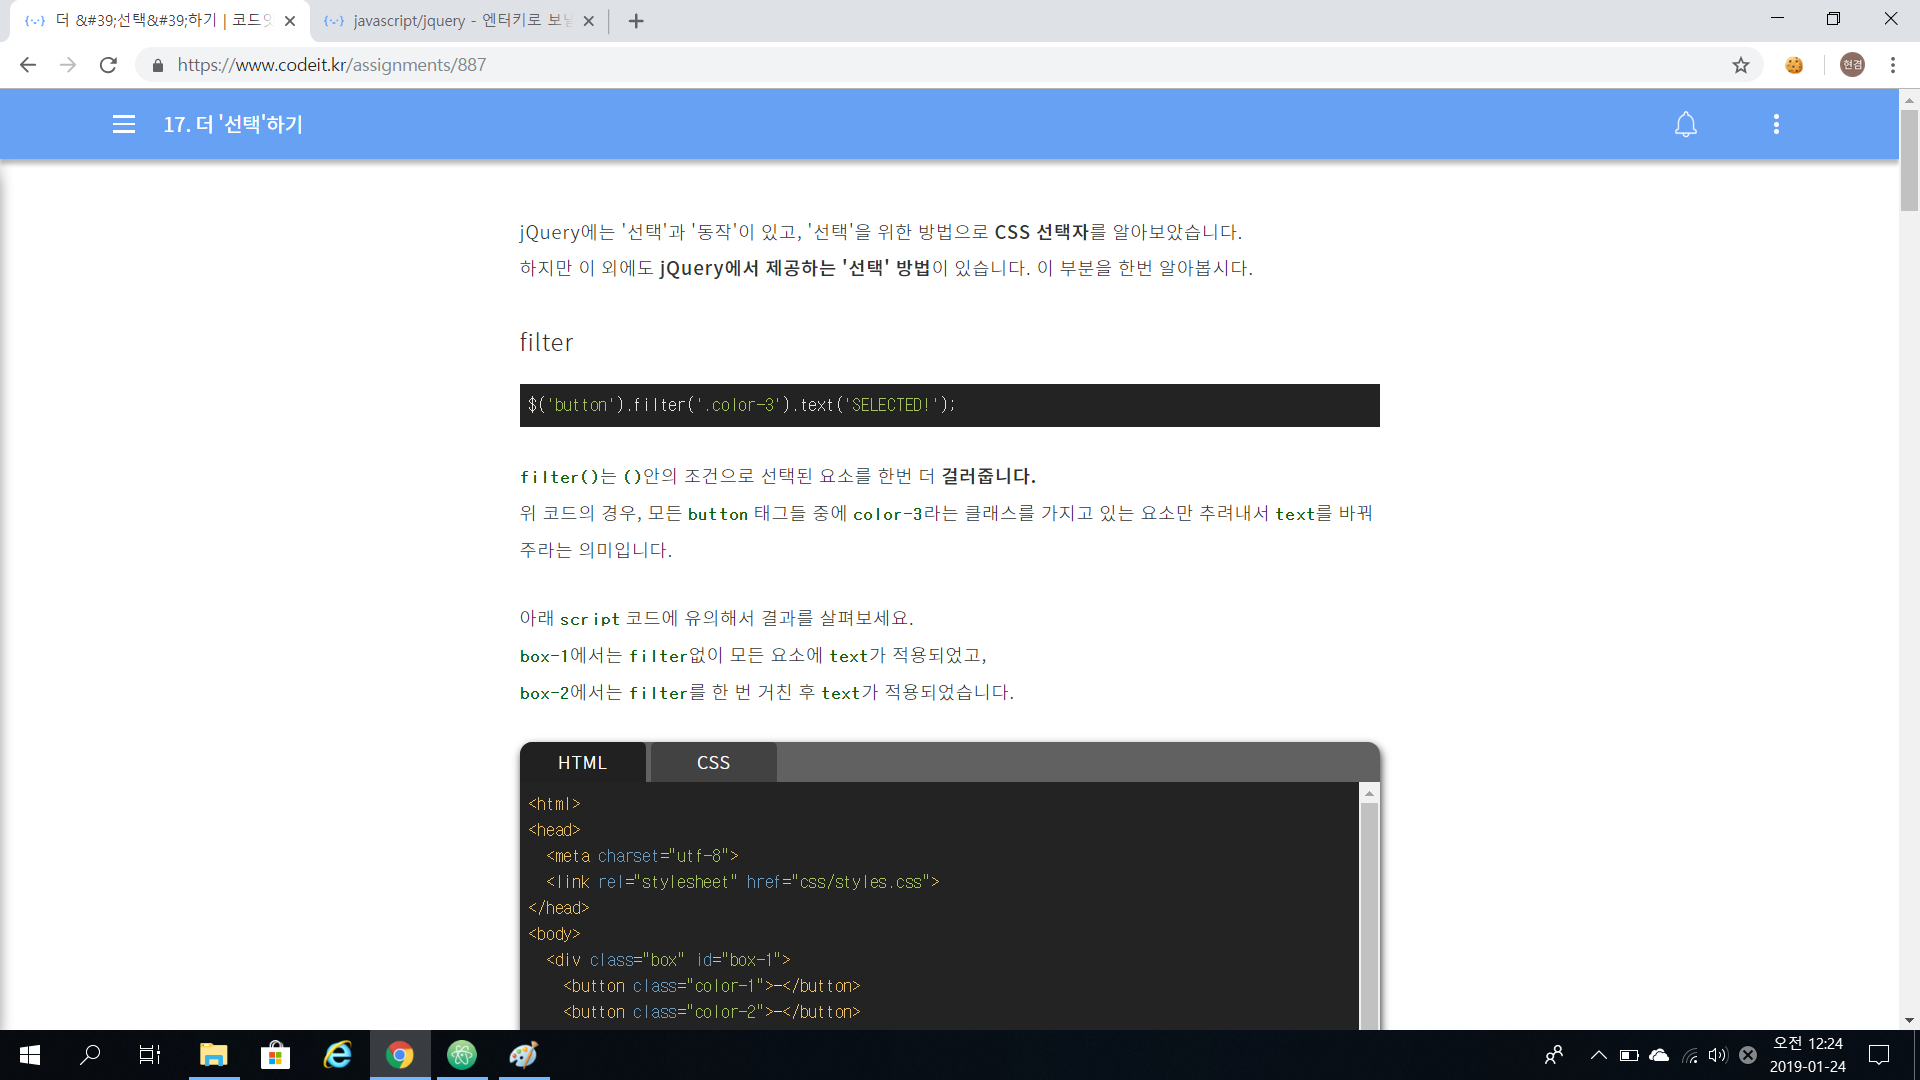 더 &#39;선택&#39;하기 | 코드잇
javascript/jquery - 엔터키로 보낼
https://www.codeit.kr/assignments/887
현겸
17. 더 '선택'하기
jQuery에는 '선택'과 '동작'이 있고, '선택'을 위한 방법으로 CSS 선택자를 알아보았습니다.
하지만 이 외에도 jQuery에서 제공하는 '선택' 방법이 있습니다. 이 부분을 한번 알아봅시다.
filter
$('button').filter('.color-3').text('SELECTED!');
filter()는 ()안의 조건으로 선택된 요소를 한번 더 걸러줍니다.
위 코드의 경우, 모든 button 태그들 중에 color-3라는 클래스를 가지고 있는 요소만 추려내서 text를 바꿔
주라는 의미입니다.
아래 script 코드에 유의해서 결과를 살펴보세요.
box-1에서는 filter없이 모든 요소에 text가 적용되었고,
box-2에서는 filter를 한 번 거친 후 text가 적용되었습니다.
HTML CSS
<html>
<head>
<meta charset="utf-8">
<link rel="stylesheet" href="css/styles.css">
</head>
<body>
<div class="box" id="box-1">
<button class="color-1">-</button>
<button class="color-2">-</button>
오전 12:24
2019-01-24